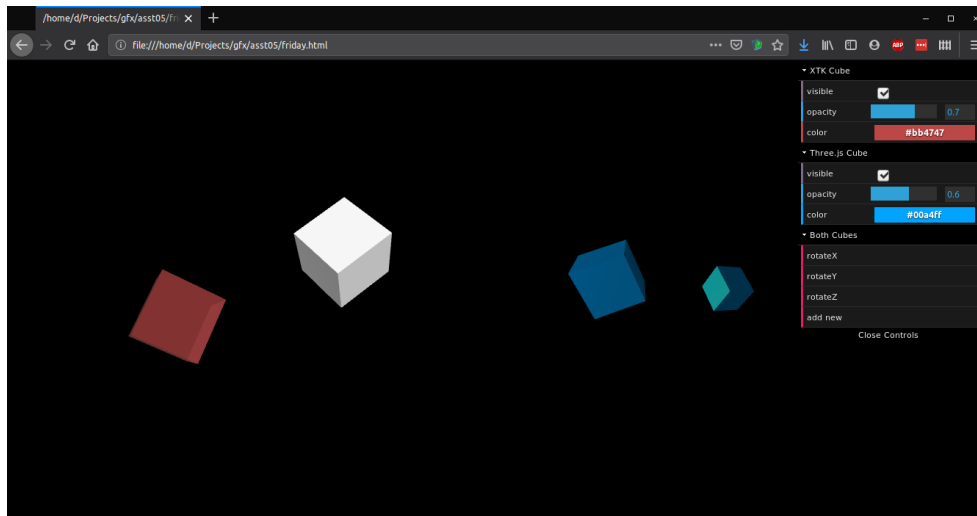 /home/d/Projects/gfx/asst05/fri
file:///home/d/Projects/gfx/asst05/friday.html
ABP
XTK Cube
visible
opacity 0.7
color #bb4747
Three.js Cube
visible
opacity 0.6
color #00a4ff
Both Cubes
rotateX
rotateY
rotateZ
add new
Close Controls